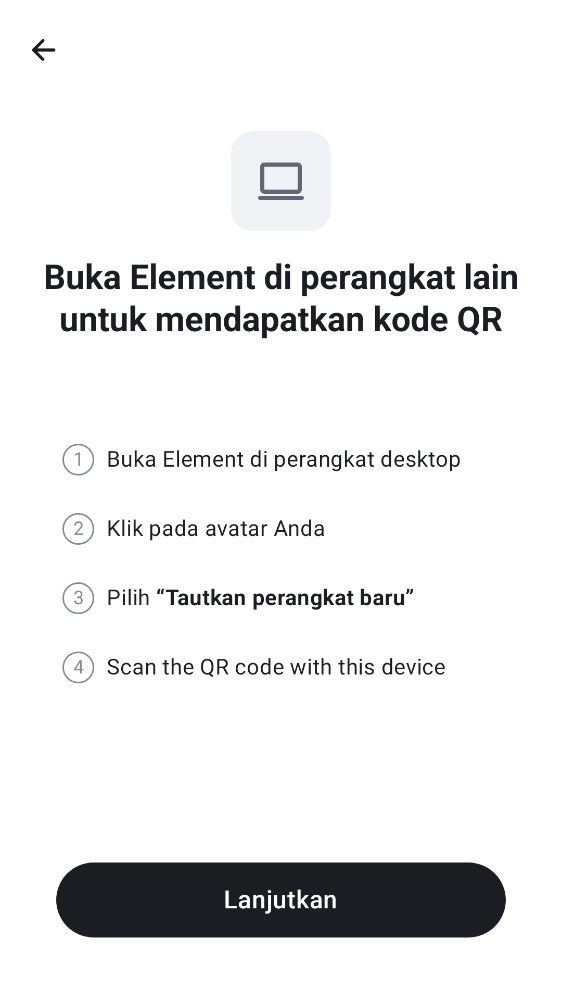 Buka Element di perangkat lain
untuk mendapatkan kode QR
1 Buka Element di perangkat desktop
2 Klik pada avatar Anda
3 Pilih “Tautkan perangkat baru”
4 Scan the QR code with this device
Lanjutkan